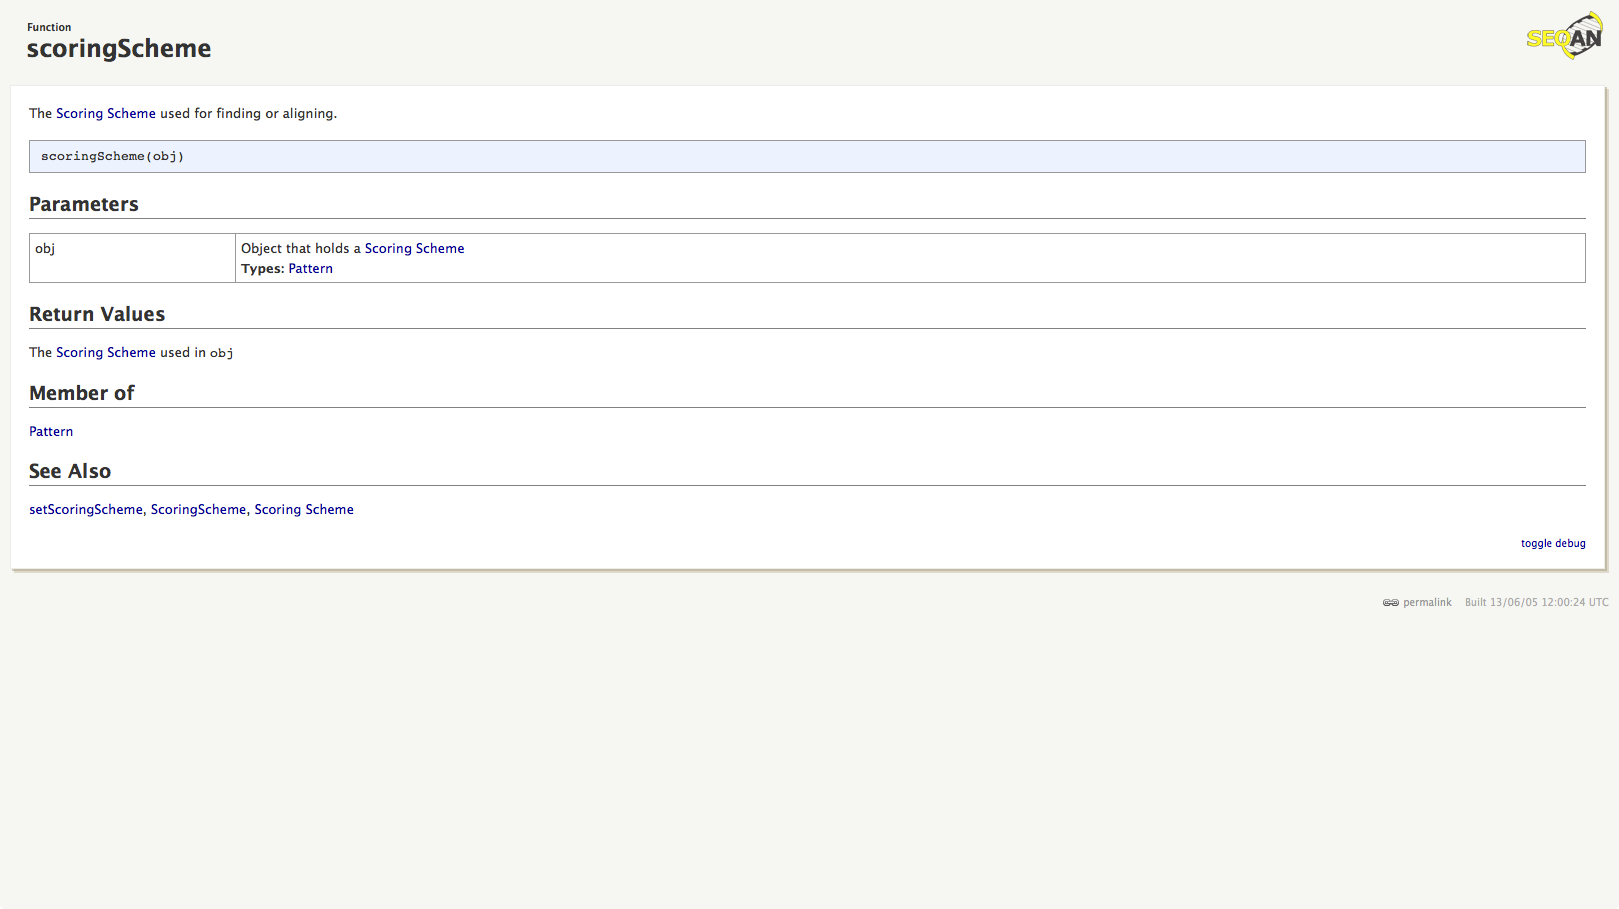 Function
scoringScheme
SEQAN
The Scoring Scheme used for finding or aligning.
scoringScheme(obj)
Parameters
obj
Object that holds a Scoring Scheme
Types: Pattern
Return Values
The Scoring Scheme used in obj
Member of
Pattern
See Also
setScoringScheme, ScoringScheme, Scoring Scheme
toggle debug
permalink Built 13/06/05 12:00:24 UTC